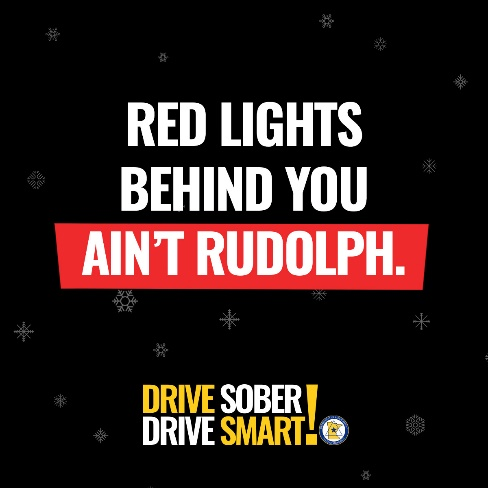 RED LIGHTS
BEHIND YOU
AIN'T RUDOLPH.
DRIVE SOBER
DRIVE SMART!